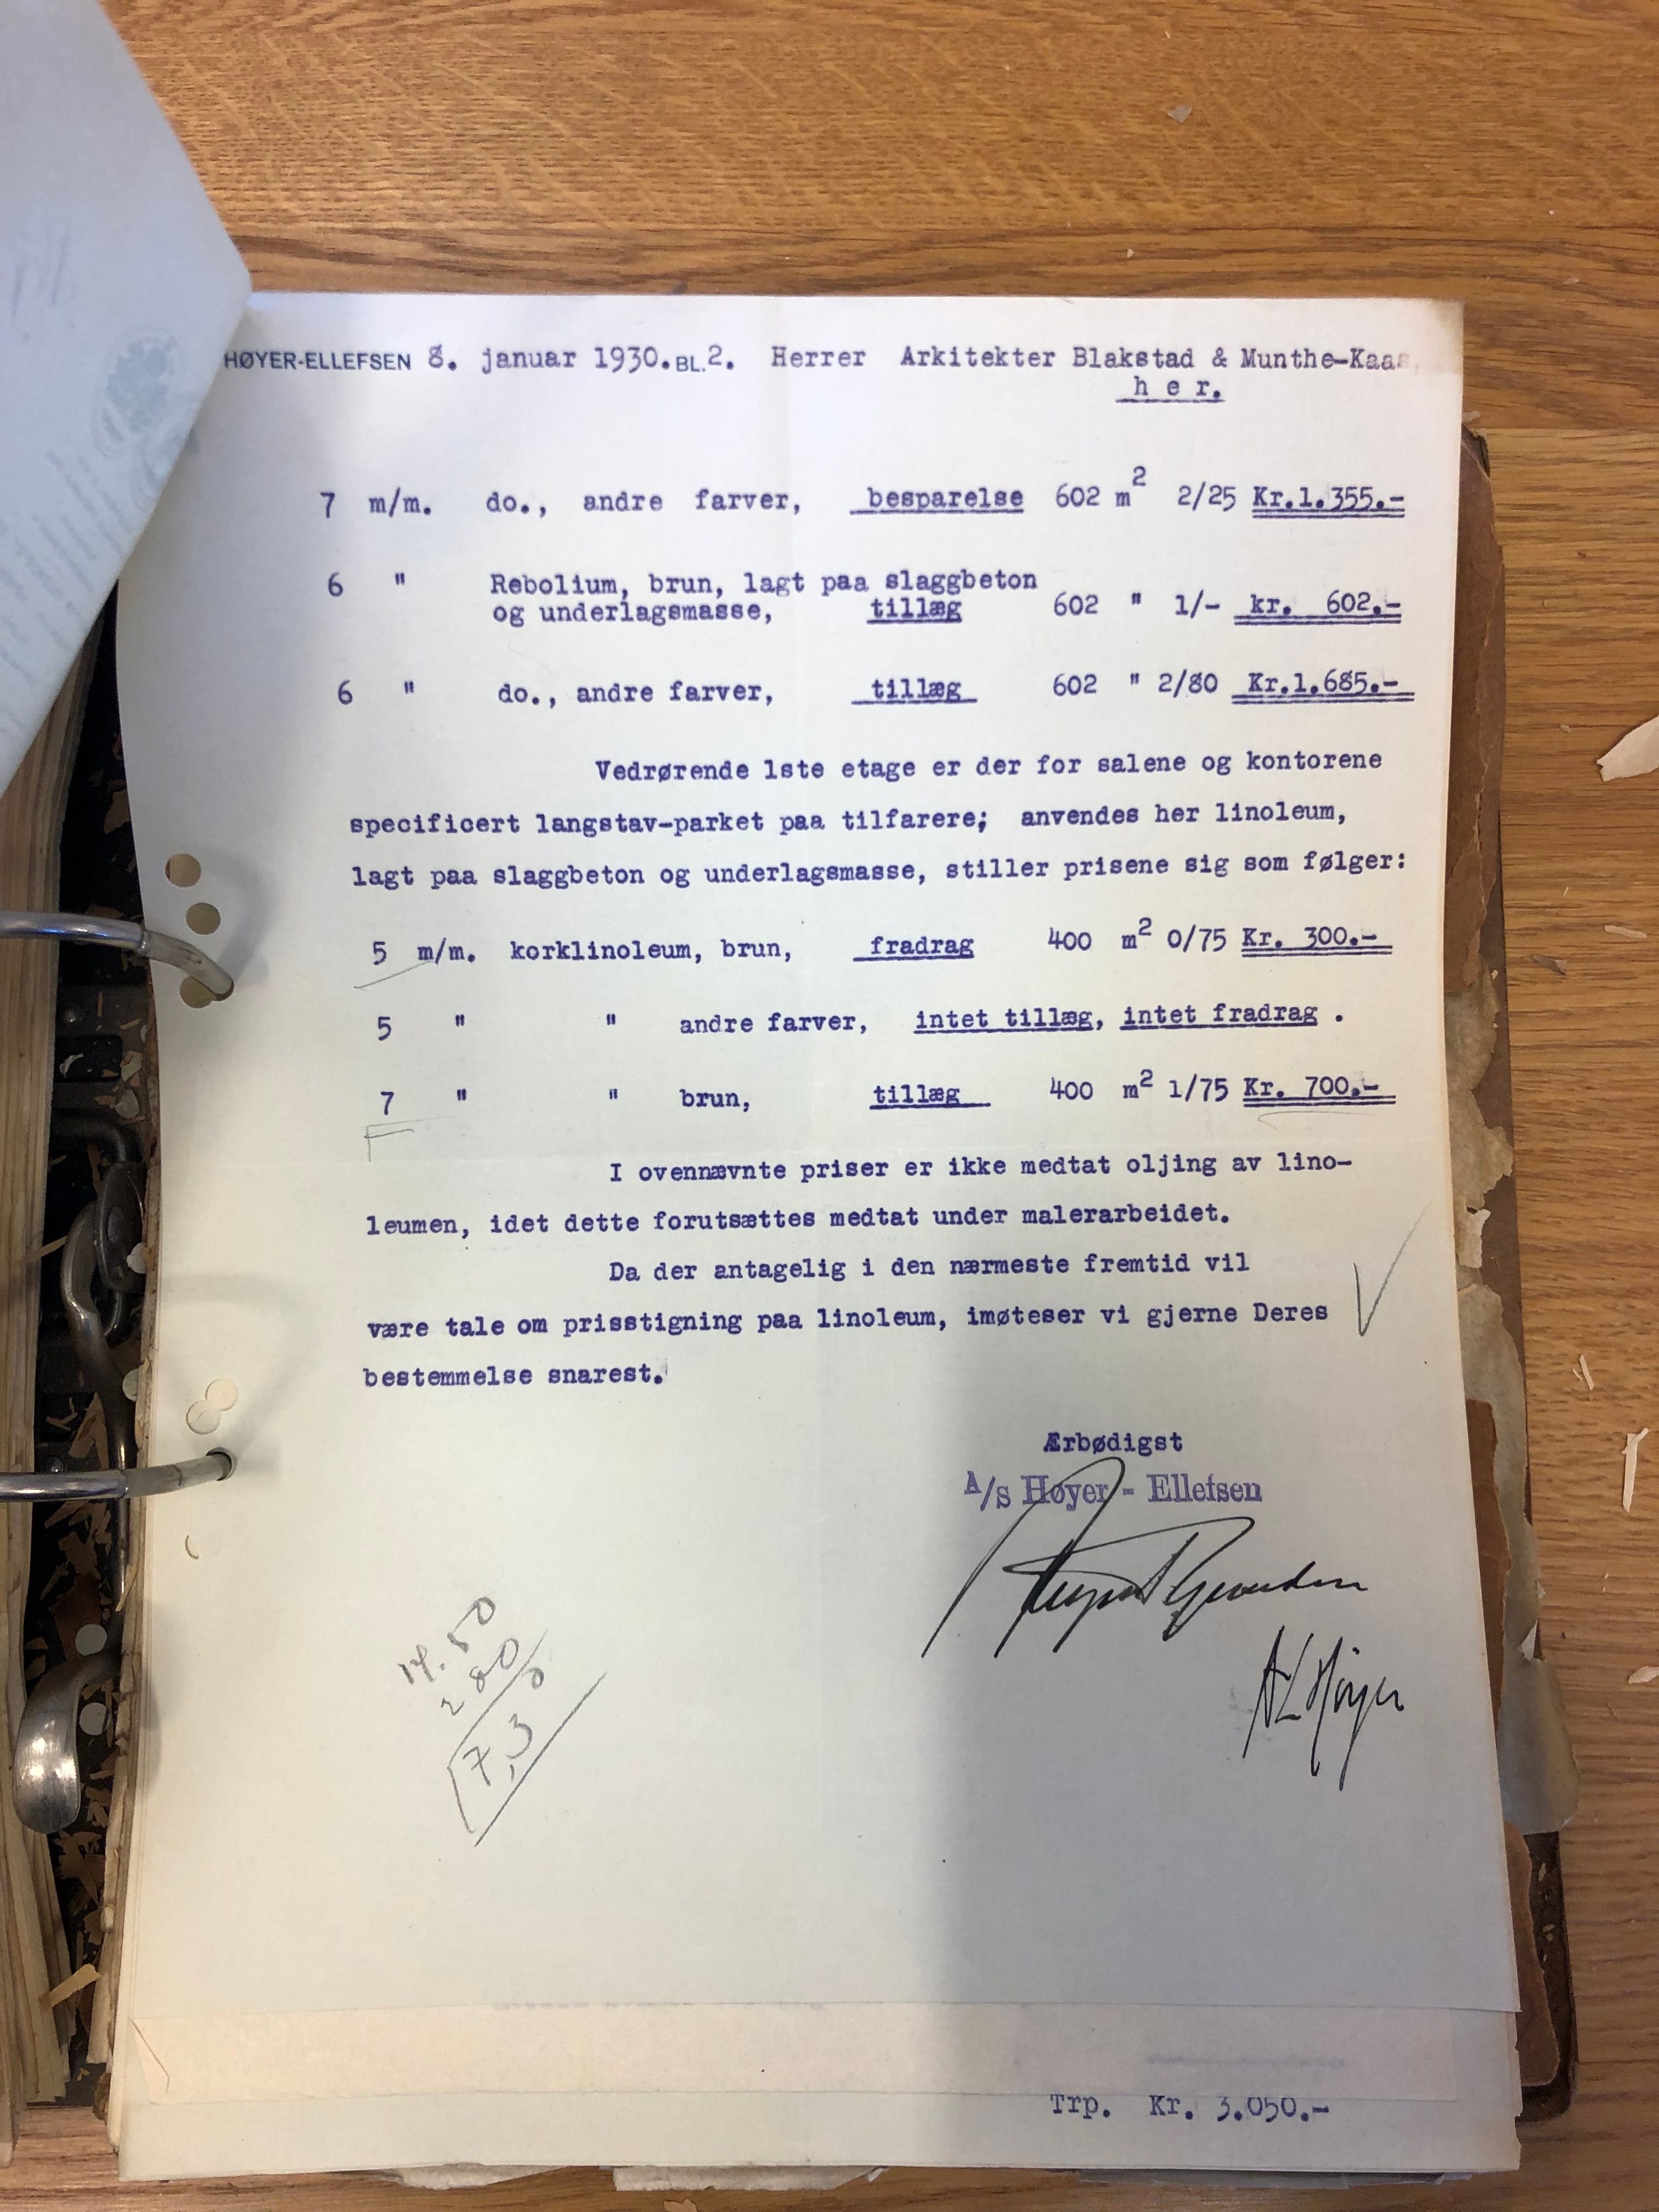 HØYER-ELLEFSEN 8. januar 1930. BL. 2. Herrer Arkitekter Blakstad & Munthe-Kaas,
h e r.
7 m/m. do., andre farver, besparelse 602 m2 2/25 Kr.1.355.-
6 " Rebolium, brun, lagt paa slaggbeton
og underlagsmasse, tillæg 602 " 1/- kr. 602.-
6 " do., andre farver, tillæg 602 " 2/80 Kr.1.685.-
Vedrørende 1ste etage er der for salene og kontorene
specificert langstav-parket paa tilfarere; anvendes her linoleum,
lagt paa slaggbeton og underlagsmasse, stiller prisene sig som følger:
5 m/m. korklinoleum, brun, fradrag 400 m2 0/75 Kr. 300.-
5 " " andre farver, intet tillæg, intet fradrag .
7 " " brun, tillæg 400 m2 1/75 Kr. 700.-
I ovennævnte priser er ikke medtat oljing av lino-
leumen, idet dette forutsættes medtat under malerarbeidet.
Da der antagelig i den nærmeste fremtid vil
være tale om prisstigning paa linoleum, imøteser vi gjerne Deres
bestemmelse snarest.
Ærbødigst
A/s Høyer - Ellefsen
AL Høyer
14.50
280
7,3
Trp. Kr. 3.050.-